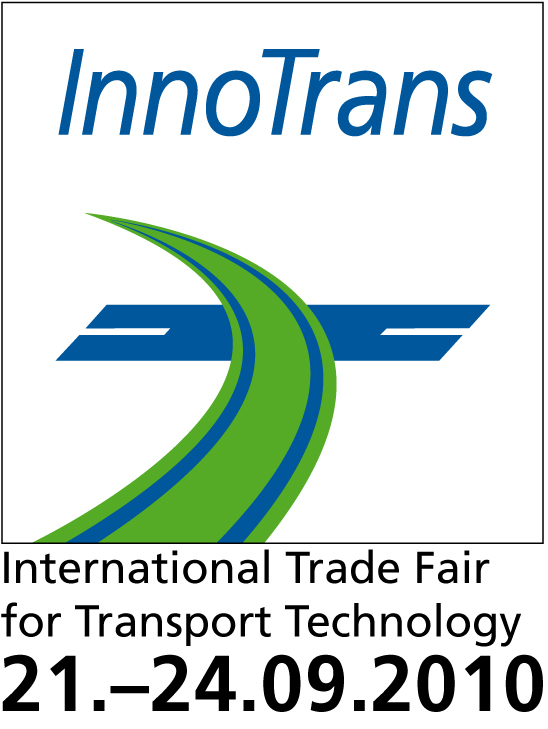 InnoTrans
International Trade Fair
for Transport Technology
21.–24.09.2010